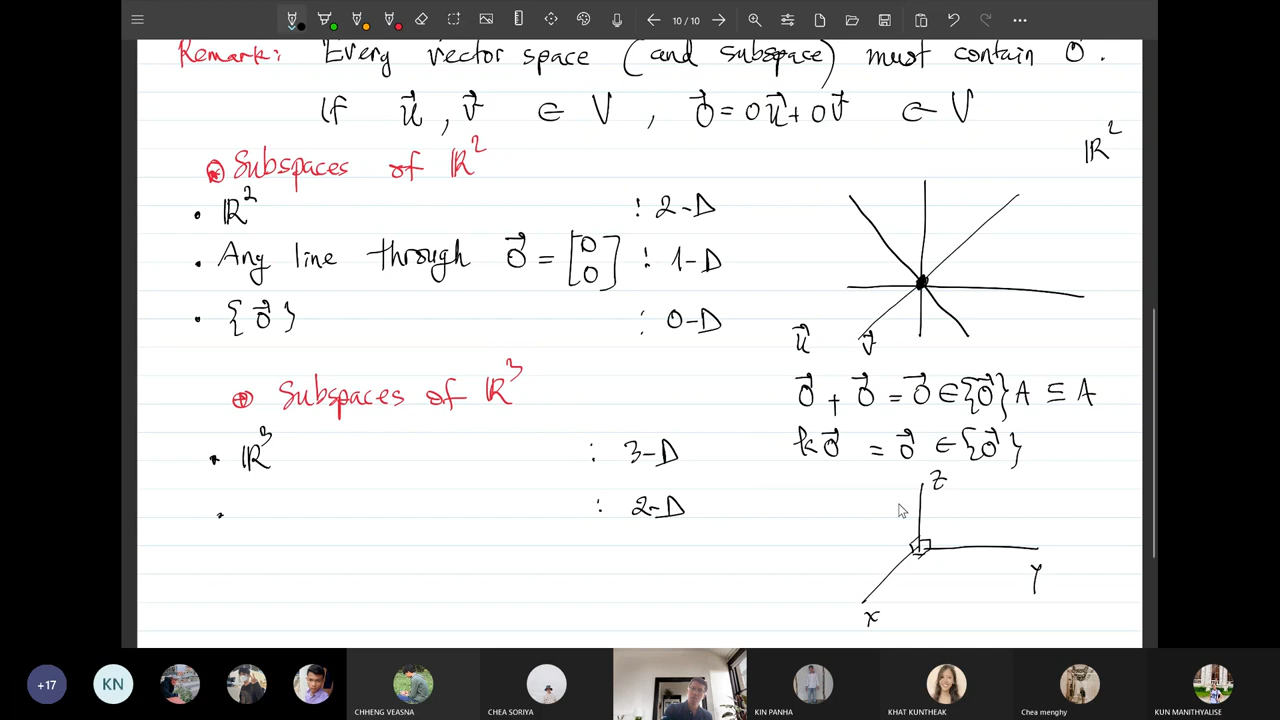 10 / 10
Remark: Every vector space (and subspace) must contain 0⃗.
If u⃗, v⃗ ∈ V, 0⃗ = 0u⃗ + 0v⃗ ∈ V
Subspaces of ℝ²
ℝ²
• ℝ² : 2-D
• Any line through 0⃗ = [0 0] : 1-D
• {0⃗} : 0-D
u⃗ v⃗
0⃗ + 0⃗ = 0⃗ ∈ {0⃗} A ⊆ A
k0⃗ = 0⃗ ∈ {0⃗}
⊕ Subspaces of ℝ³
• ℝ³ : 3-D
• : 2-D
Z
Y
X
+17
KN
CHHENG VEASNA
CHEA SORIYA
KIN PANHA
KHAT KUNTHEAK
Chea menghy
KUN MANITHYALISE